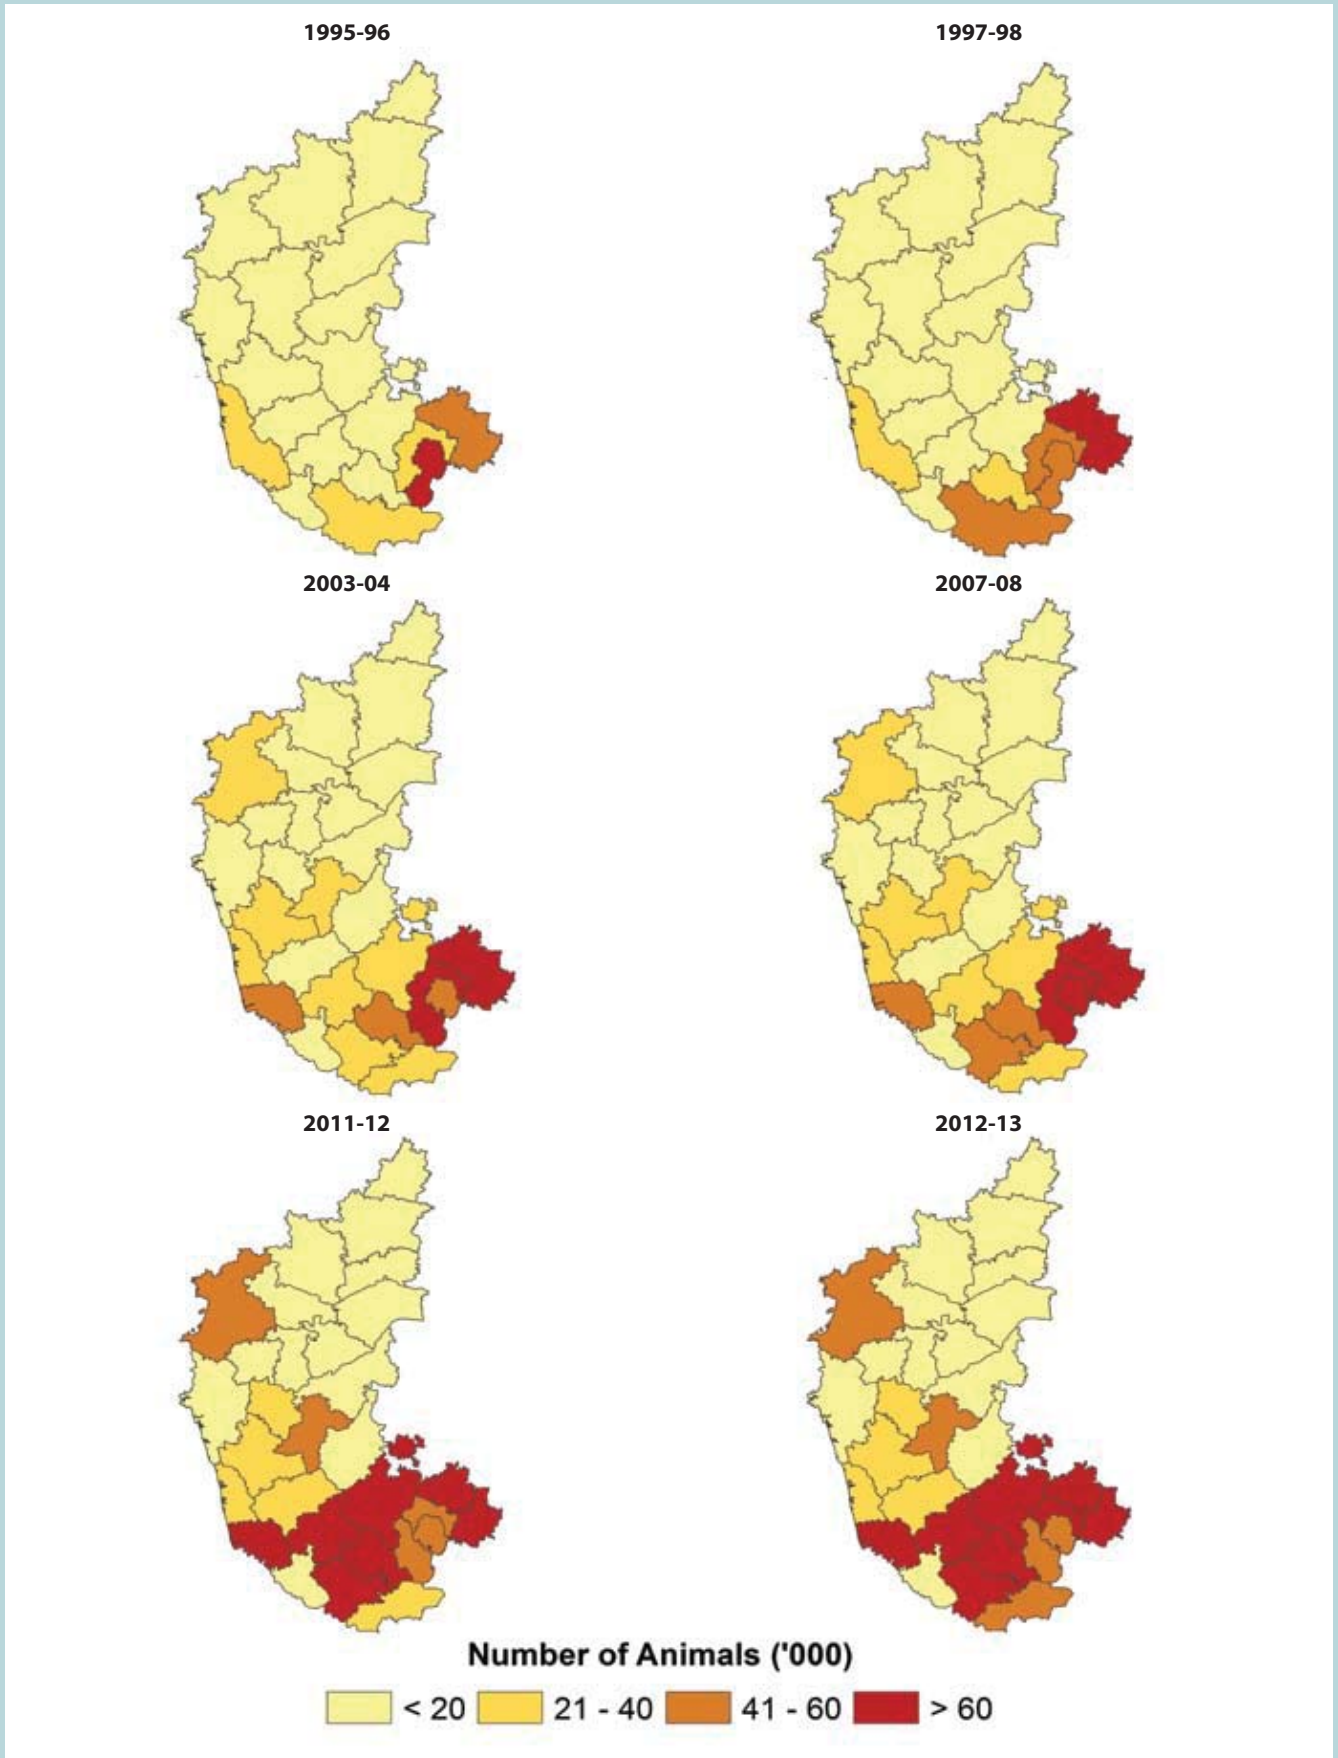 1995-96
1997-98
2003-04
2007-08
2011-12
2012-13
Number of Animals ('000)
< 20
21 - 40
41 - 60
> 60